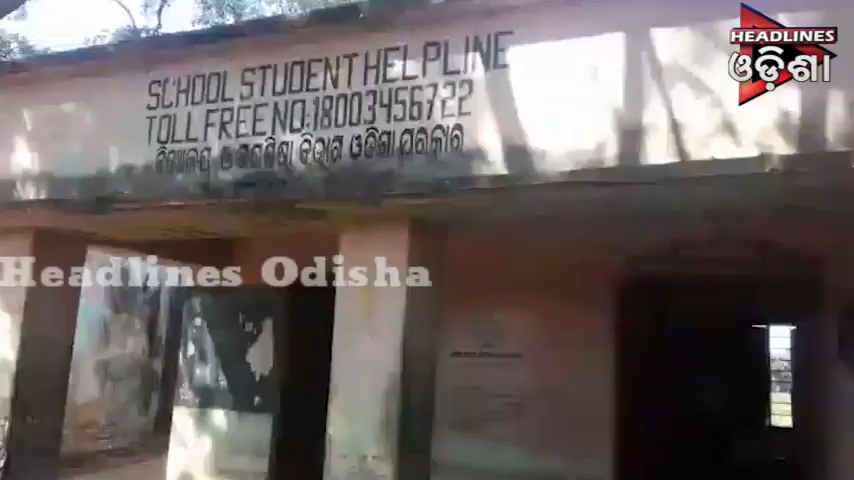 HEADLINES
ଓଡ଼ିଶା
SCHOOL STUDENT HELPLINE
TOLL FREE NO:18003456722
ବିଦ୍ୟାଳୟ ଓ ଗଣଶିକ୍ଷା ବିଭାଗ ଓଡିଶା ସରକାର
Headlines Odisha